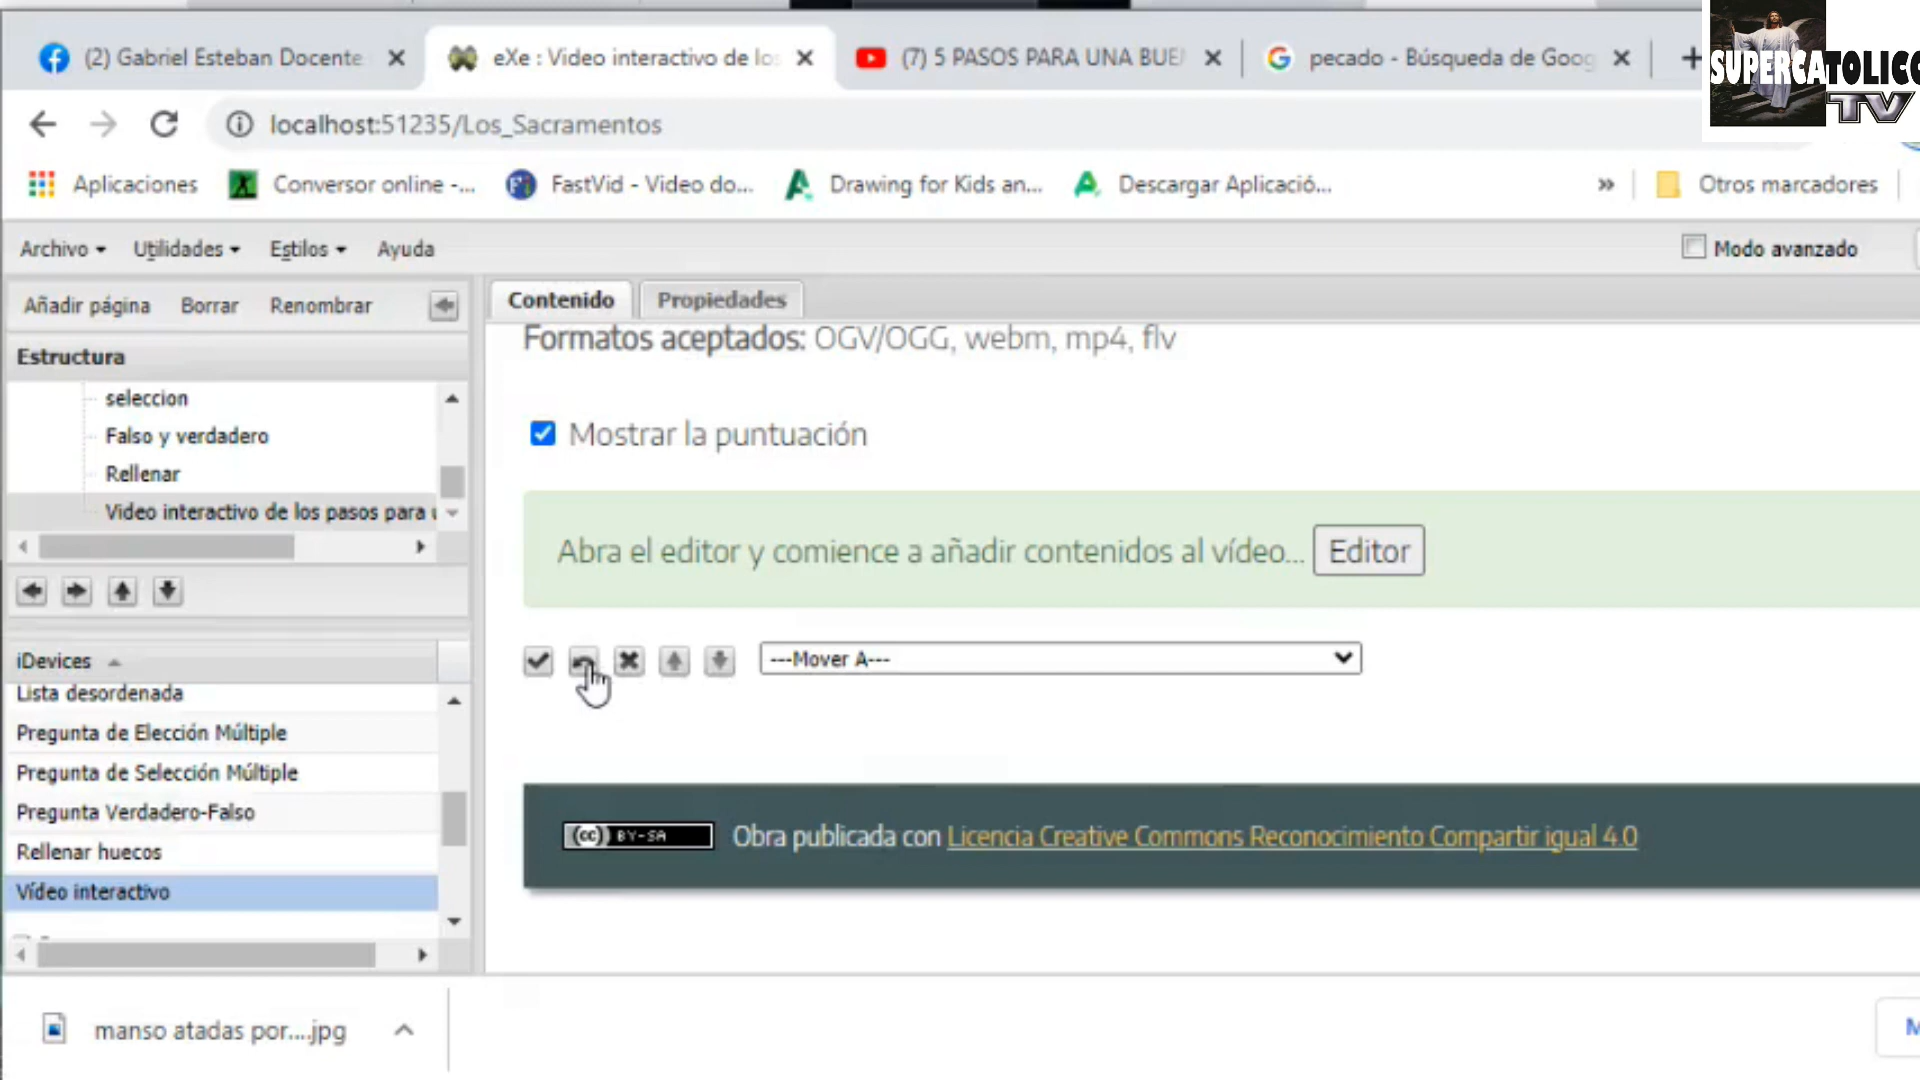 (2) Gabriel Esteban Docente
eXe : Video interactivo de los
(7) 5 PASOS PARA UNA BUE
pecado - Búsqueda de Goog
SUPERCATOLICO
TV
localhost:51235/Los_Sacramentos
Aplicaciones
Conversor online -...
FastVid - Video do...
Drawing for Kids an...
Descargar Aplicació...
»
Otros marcadores
Archivo
Utilidades
Estilos
Ayuda
Modo avanzado
Añadir página
Borrar
Renombrar
Contenido
Propiedades
Estructura
Formatos aceptados: OGV/OGG, webm, mp4, flv
seleccion
Falso y verdadero
Rellenar
Video interactivo de los pasos para
Mostrar la puntuación
Abra el editor y comience a añadir contenidos al vídeo... Editor
---Mover A---
iDevices
Lista desordenada
Pregunta de Elección Múltiple
Pregunta de Selección Múltiple
Pregunta Verdadero-Falso
Rellenar huecos
Vídeo interactivo
(cc) BY-SA
Obra publicada con Licencia Creative Commons Reconocimiento Compartir igual 4.0
manso atadas por....jpg